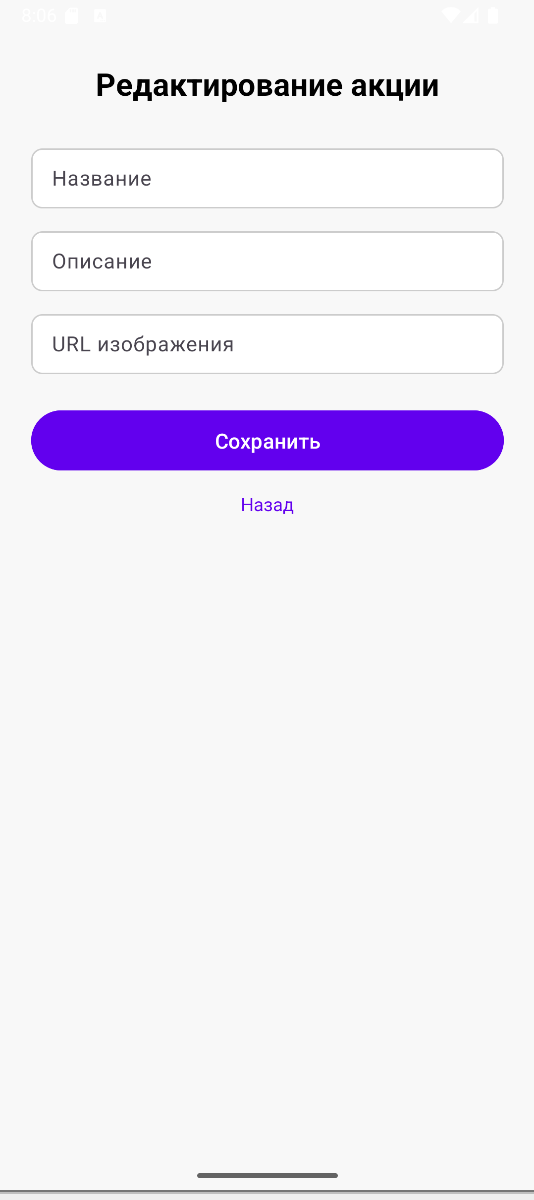 8:06
Редактирование акции
Название
Описание
URL изображения
Сохранить
Назад